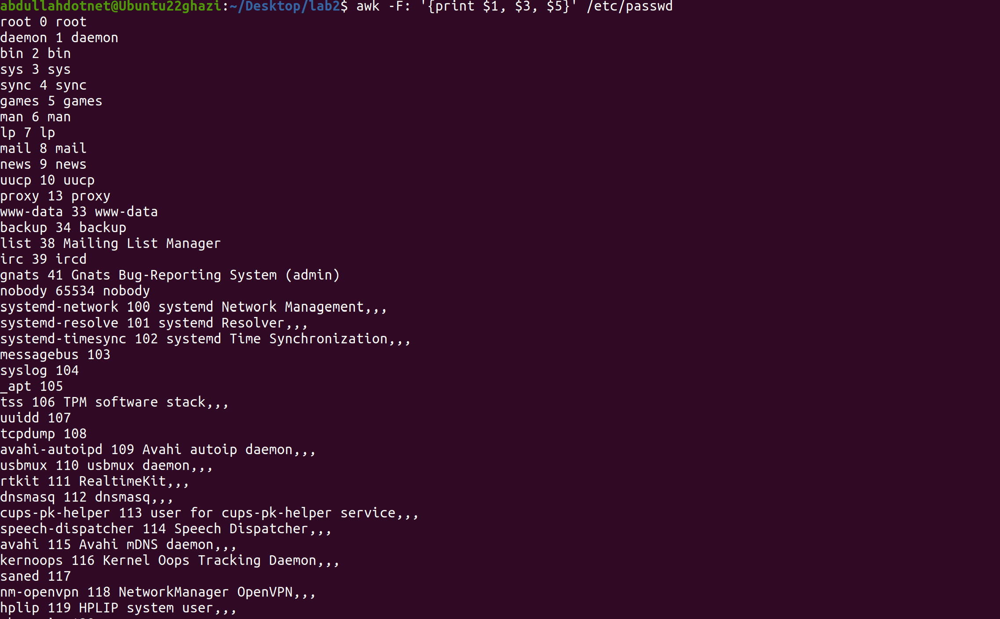 abdullahdotnet@Ubuntu22ghazi:~/Desktop/lab2$ awk -F: '{print $1, $3, $5}' /etc/passwd
root 0 root
daemon 1 daemon
bin 2 bin
sys 3 sys
sync 4 sync
games 5 games
man 6 man
lp 7 lp
mail 8 mail
news 9 news
uucp 10 uucp
proxy 13 proxy
www-data 33 www-data
backup 34 backup
list 38 Mailing List Manager
irc 39 ircd
gnats 41 Gnats Bug-Reporting System (admin)
nobody 65534 nobody
systemd-network 100 systemd Network Management,,,
systemd-resolve 101 systemd Resolver,,,
systemd-timesync 102 systemd Time Synchronization,,,
messagebus 103
syslog 104
_apt 105
tss 106 TPM software stack,,,
uuidd 107
tcpdump 108
avahi-autoipd 109 Avahi autoip daemon,,,
usbmux 110 usbmux daemon,,,
rtkit 111 RealtimeKit,,,
dnsmasq 112 dnsmasq,,,
cups-pk-helper 113 user for cups-pk-helper service,,,
speech-dispatcher 114 Speech Dispatcher,,,
avahi 115 Avahi mDNS daemon,,,
kernoops 116 Kernel Oops Tracking Daemon,,,
saned 117
nm-openvpn 118 NetworkManager OpenVPN,,,
hplip 119 HPLIP system user,,,